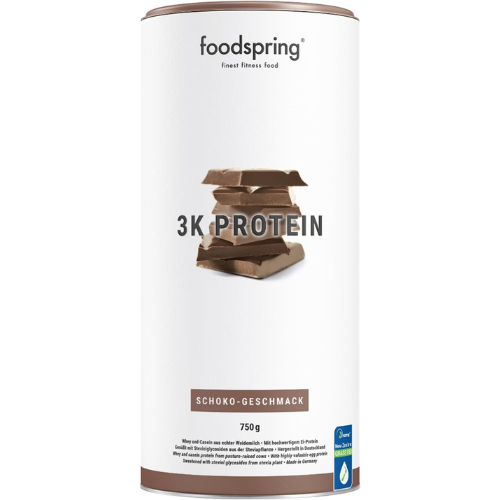 foodspring®
finest fitness food
3K PROTEIN
SCHOKO-GESCHMACK
750 g
Whey und Casein aus echter Weidemilch • Mit hochwertigem Ei-Protein
Gesüßt mit Steviolglycosiden aus der Steviapflanze • Hergestellt in Deutschland
Whey and casein protein from pasture-raised cows • With highly valuable egg protein
Sweetened with steviol glycosides from stevia plant • Made in Germany